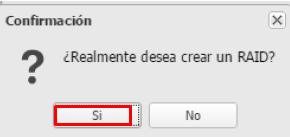 Confirmación
¿Realmente desea crear un RAID?
Si
No